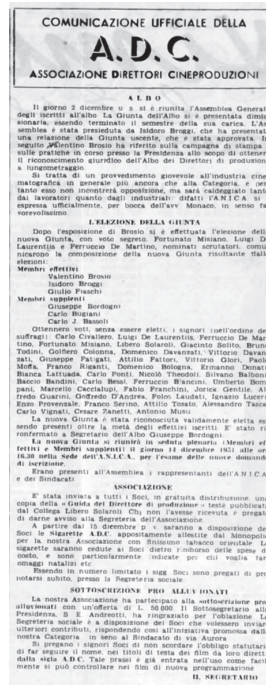 COMUNICAZIONE UFFICIALE DELLA
A.D.C.
ASSOCIAZIONE DIRETTORI CINEPRODUZIONI
ALBO
Il giorno 2 dicembre u s si è riunita l'Assemblea General
degli iscritti all'Albo La Giunta dell'Albo si è presentata dimis
sionaria, essendo terminato il semestre della sua carica. L'As
semblea è stata presieduta da Isidoro Broggi, che ha presentat
una relazione della Giunta uscente, che è stata approvata. In
seguito Valentino Brosio ha riferito sulla campagna di stampa
sulle pratiche in corso presso la Presidenza allo scopo di ottener
il riconoscimento giuridico dell'Albo dei Direttori di produzion
a lungometraggio.
Si tratta di un provvedimento giovevole all'industria cine
matografica in generale più ancora che alla Categoria, e per
tanto esso non incontrerà opposizione, ma sarà caldeggiato tant
dai lavoratori quanto dagli industriali: difatti l'A.N.I.C.A si
espressa ufficialmente, per bocca dell'avv Monaco, in senso fa
vorevolissimo.
L'ELEZIONE DELLA GIUNTA
Dopo l'esposizione di Brosio si è effettuata l'elezione della
nuova Giunta, con voto segreto. Fortunato Misiano, Luigi D
Laurentiis e Ferruccio De Martino, nominati scrutatori, comu
nicarono la composizione della nuova Giunta risultante dall
elezioni:
Membri effettivi
Valentino Brosio
Isidoro Broggi
Giulio Fiaschi
Membri supplenti
Giuseppe Bordogni
Carlo Bugiani
Carlo J. Bassoli
Ottennero voti, senza essere eletti, i signori (nell'ordine de
suffragi): Carlo Civallero, Luigi De Laurentiis, Ferruccio De Mar
tino, Fortunato Misiano, Libero Solaroli, Giacinto Solito, Brun
Todini, Golfiero Colonna, Domenico Davanzati, Vittorio Davan
zati, Giuseppe Fatigati, Attilio Fattori, Vittorio Glori, Paol
Moffa, Franco Riganti, Domenico Bologna, Ermanno Donat
Bianca Lattuada, Carlo Ponti, Nicolò Theodoli, Silvano Balboni
Baccio Bandini, Carlo Bessi, Ferruccio Biancini, Umberto Bom
pani, Marcello Caccialupi, Fabio Franchini, Jorica Gentile, Al
fredo Guarini, Goffredo D'Andrea, Folco Laudati, Ignazio Luceri
Enzo Provenzale, Franco Serino, Attilio Tosato, Alessandro Tasca
Carlo Vignati, Cesare Zanetti, Antonio Musu
La nuova Giunta è stata riconosciuta validamente eletta es
sendo presenti oltre la metà degli effettivi iscritti. E' stato ri
confermato a Segretario dell'Albo Giuseppe Bordogni
La nuova Giunta si riunirà in seduta plenaria (Membri ef
fettivi e Membri supplenti) il giorno 14 dicembre 1951 alle or
16,30 nella Sede dell'A.N.I.C.A., per l'esame delle nuove domand
di iscrizione.
Erano presenti all'Assemblea i rappresentanti dell'A.N.I.C.A
e dei Sindacati
ASSOCIAZIONE
E' stata inviata a tutti i Soci, in gratuita distribuzione, una
copia della «Guida del Direttore di produzione» testè pubblicat
dal Collega Libero Solaroli Chi non l'avesse ricevuta è pregat
di darne avviso alla Segreteria dell'Associazione
A partire dal 15 dicembre p v saranno a disposizione de
Soci le Sigarette A.D.C. appositamente allestite dal Monopoli
per la nostra Associazione con finissimo tabacco orientale L
sigarette saranno cedute ai Soci dietro rimborso delle spese d
costo, e sono particolarmente indicate per chi voglia far
omaggi natalizi etc
Essendo in numero limitato i sigg Soci sono pregati di pre
notarsi subito, presso la Segreteria sociale.
SOTTOSCRIZIONE PRO ALLUVIONATI
La nostra Associazione ha partecipato alla sottoscrizione pro
alluvionati con un'offerta di L. 50.000 Il Sottosegretario all
Presidenza, S E Andreotti, ha ringraziato per l'oblazione La
Segreteria sociale è a disposizione dei Soci che volessero inviar
ulteriori contributi, rispondendo così all'iniziativa promossa dall
nostra Categoria in seno al Sindacato di via Aurora
Si pregano i signori Soci di non scordare l'obbligo statutari
di far seguire il nome, nei titoli di testa dei film da loro dirett
dalla sigla A.D.C. Tale prassi è già entrata nell'uso come facil
mente si può controllare nei film di nuova programmazione
IL SEGRETARIO